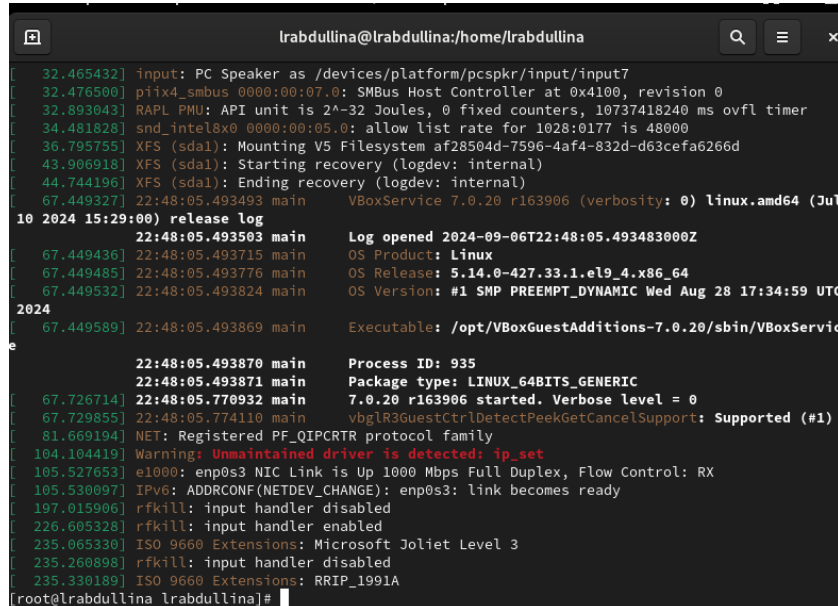 lrabdullina@lrabdullina:/home/lrabdullina
[   32.465432] input: PC Speaker as /devices/platform/pcspkr/input/input7
[   32.476500] piix4_smbus 0000:00:07.0: SMBus Host Controller at 0x4100, revision 0
[   32.893043] RAPL PMU: API unit is 2^-32 Joules, 0 fixed counters, 10737418240 ms ovfl timer
[   34.481828] snd_intel8x0 0000:00:05.0: allow list rate for 1028:0177 is 48000
[   36.795755] XFS (sda1): Mounting V5 Filesystem af28504d-7596-4af4-832d-d63cefa6266d
[   43.906918] XFS (sda1): Starting recovery (logdev: internal)
[   44.744196] XFS (sda1): Ending recovery (logdev: internal)
[   67.449327] 22:48:05.493493 main     VBoxService 7.0.20 r163906 (verbosity: 0) linux.amd64 (Jul
 10 2024 15:29:00) release log
               22:48:05.493503 main     Log opened 2024-09-06T22:48:05.493483000Z
[   67.449436] 22:48:05.493715 main     OS Product: Linux
[   67.449485] 22:48:05.493776 main     OS Release: 5.14.0-427.33.1.el9_4.x86_64
[   67.449532] 22:48:05.493824 main     OS Version: #1 SMP PREEMPT_DYNAMIC Wed Aug 28 17:34:59 UTC
 2024
[   67.449589] 22:48:05.493869 main     Executable: /opt/VBoxGuestAdditions-7.0.20/sbin/VBoxServic
e
               22:48:05.493870 main     Process ID: 935
               22:48:05.493871 main     Package type: LINUX_64BITS_GENERIC
[   67.726714] 22:48:05.770932 main     7.0.20 r163906 started. Verbose level = 0
[   67.729855] 22:48:05.774110 main     vbglR3GuestCtrlDetectPeekGetCancelSupport: Supported (#1)
[   81.669194] NET: Registered PF_QIPCRTR protocol family
[  104.104419] Warning: Unmaintained driver is detected: ip_set
[  105.527653] e1000: enp0s3 NIC Link is Up 1000 Mbps Full Duplex, Flow Control: RX
[  105.530097] IPv6: ADDRCONF(NETDEV_CHANGE): enp0s3: link becomes ready
[  197.015906] rfkill: input handler disabled
[  226.605328] rfkill: input handler enabled
[  235.065330] ISO 9660 Extensions: Microsoft Joliet Level 3
[  235.260898] rfkill: input handler disabled
[  235.330189] ISO 9660 Extensions: RRIP_1991A
[root@lrabdullina lrabdullina]#